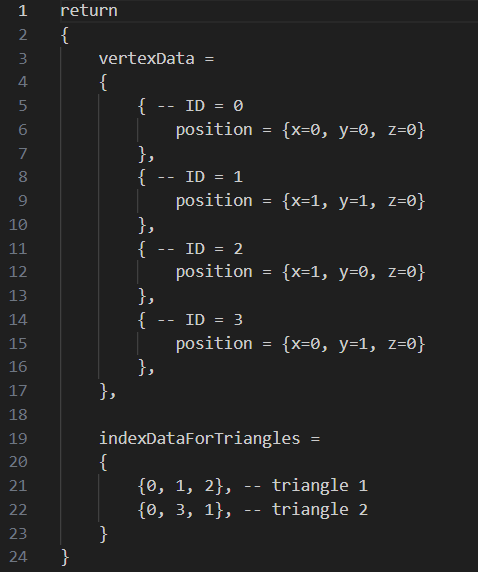 1 return
2 {
3     vertexData =
4     {
5         { -- ID = 0
6             position = {x=0, y=0, z=0}
7         },
8         { -- ID = 1
9             position = {x=1, y=1, z=0}
10         },
11         { -- ID = 2
12             position = {x=1, y=0, z=0}
13         },
14         { -- ID = 3
15             position = {x=0, y=1, z=0}
16         },
17     },
18
19     indexDataForTriangles =
20     {
21         {0, 1, 2}, -- triangle 1
22         {0, 3, 1}, -- triangle 2
23     }
24 }